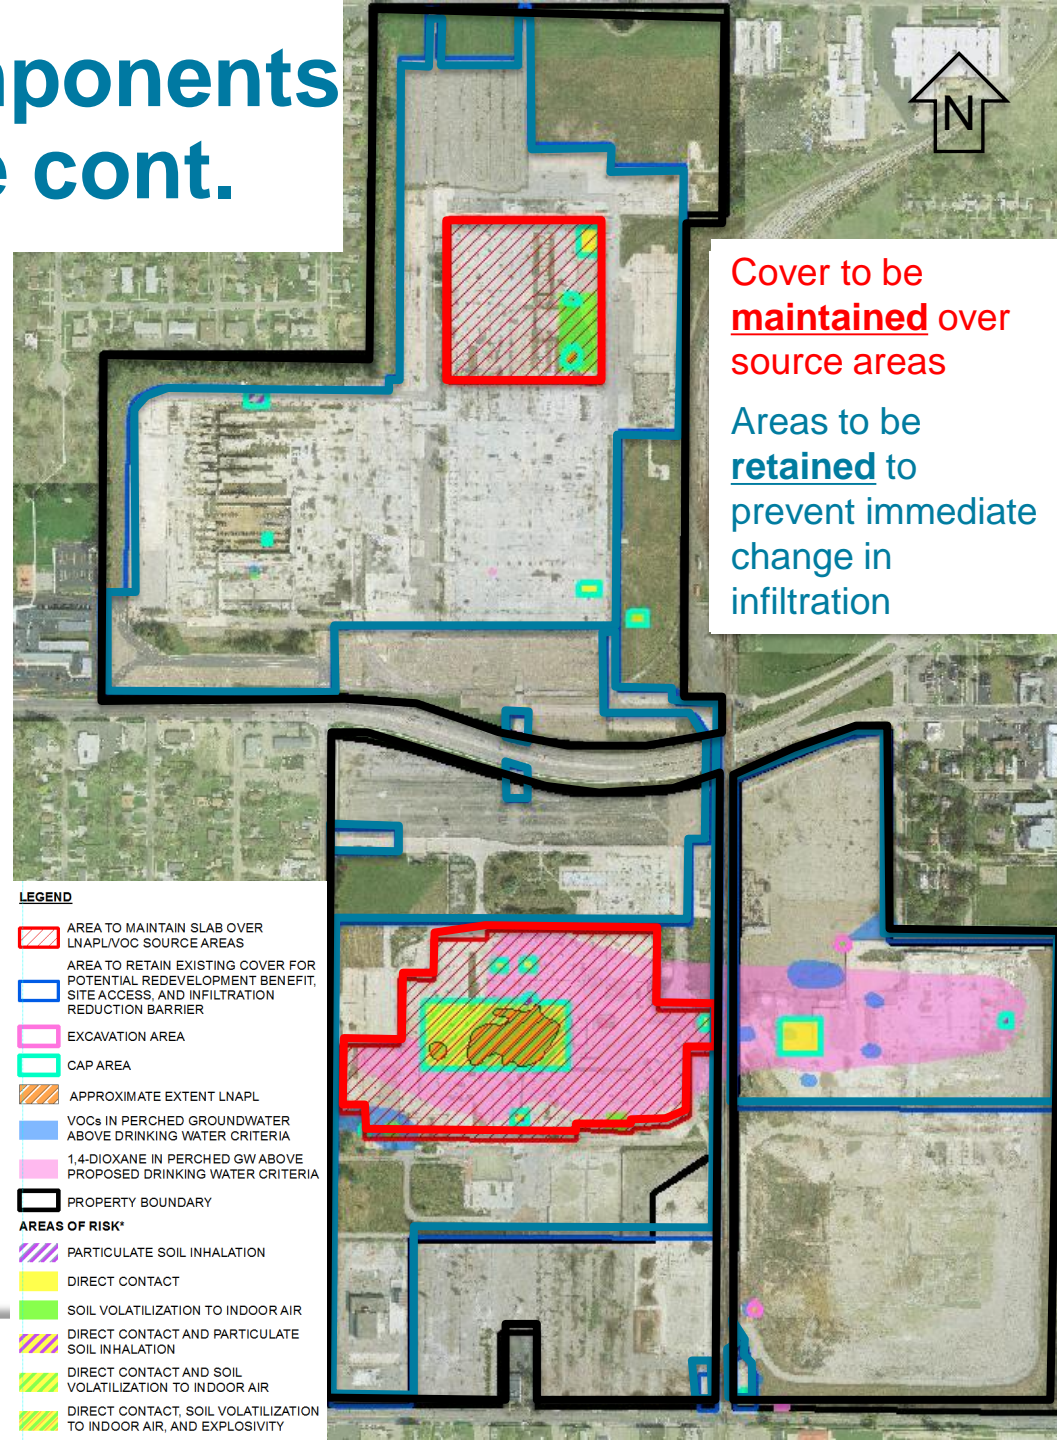 mponents
e cont.
N
Cover to be
maintained over
source areas
Areas to be
retained to
prevent immediate
change in
infiltration
LEGEND
AREA TO MAINTAIN SLAB OVER
LNAPL/VOC SOURCE AREAS
AREA TO RETAIN EXISTING COVER FOR
POTENTIAL REDEVELOPMENT BENEFIT,
SITE ACCESS, AND INFILTRATION
REDUCTION BARRIER
EXCAVATION AREA
CAP AREA
APPROXIMATE EXTENT LNAPL
VOCs IN PERCHED GROUNDWATER
ABOVE DRINKING WATER CRITERIA
1,4-DIOXANE IN PERCHED GW ABOVE
PROPOSED DRINKING WATER CRITERIA
PROPERTY BOUNDARY
AREAS OF RISK*
PARTICULATE SOIL INHALATION
DIRECT CONTACT
SOIL VOLATILIZATION TO INDOOR AIR
DIRECT CONTACT AND PARTICULATE
SOIL INHALATION
DIRECT CONTACT AND SOIL
VOLATILIZATION TO INDOOR AIR
DIRECT CONTACT, SOIL VOLATILIZATION
TO INDOOR AIR, AND EXPLOSIVITY